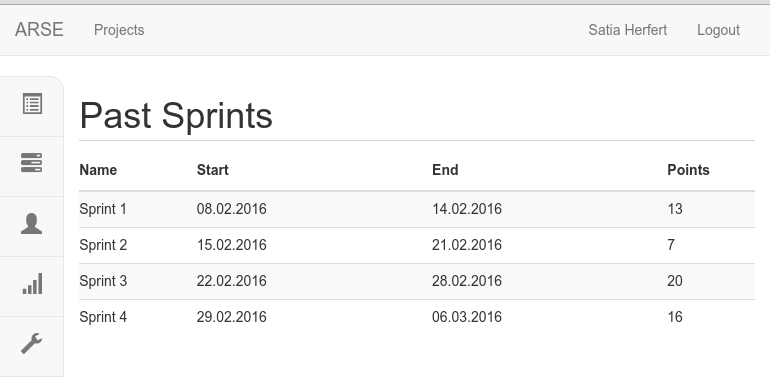 ARSE Projects Satia Herfert Logout
Past Sprints
Name Start End Points
Sprint 1 08.02.2016 14.02.2016 13
Sprint 2 15.02.2016 21.02.2016 7
Sprint 3 22.02.2016 28.02.2016 20
Sprint 4 29.02.2016 06.03.2016 16